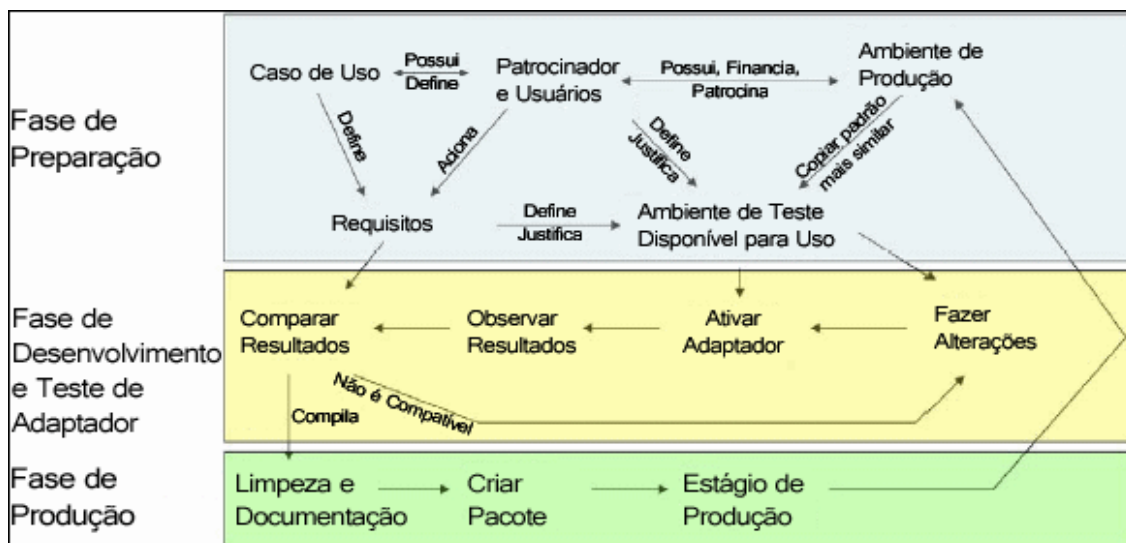 Fase de
Preparação
Caso de Uso
Possui
Define
Patrocinador
e Usuários
Possui, Financia,
Patrocina
Ambiente de
Produção
Define
Aciona
Define
Justifica
Copiar padrão
mais similar
Requisitos
Define
Justifica
Ambiente de Teste
Disponível para Uso
Fase de
Desenvolvimento
e Teste de
Adaptador
Comparar
Resultados
Observar
Resultados
Ativar
Adaptador
Fazer
Alterações
Não é Compatível
Compila
Fase de
Produção
Limpeza e
Documentação
Criar
Pacote
Estágio de
Produção